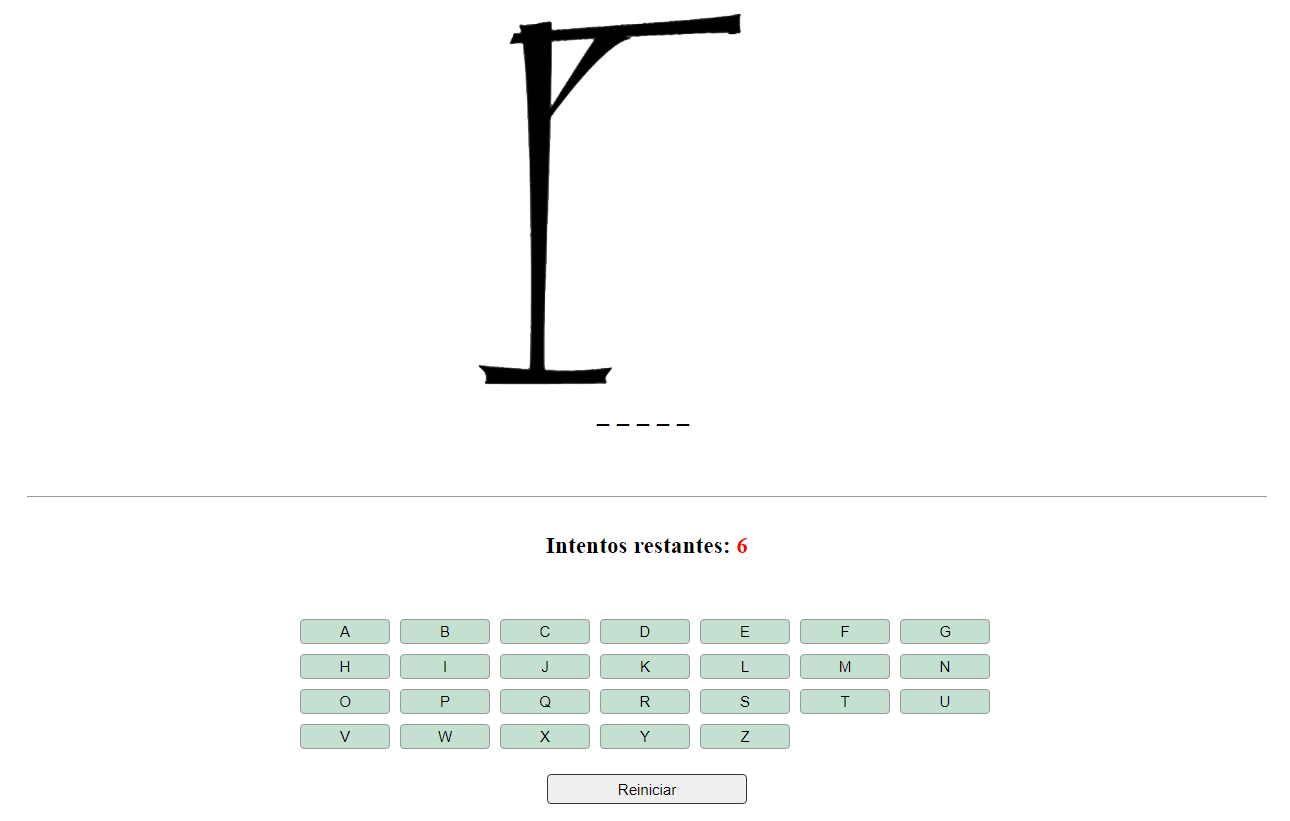 _ _ _ _ _
Intentos restantes: 6
A B C D E F G
H I J K L M N
O P Q R S T U
V W X Y Z
Reiniciar